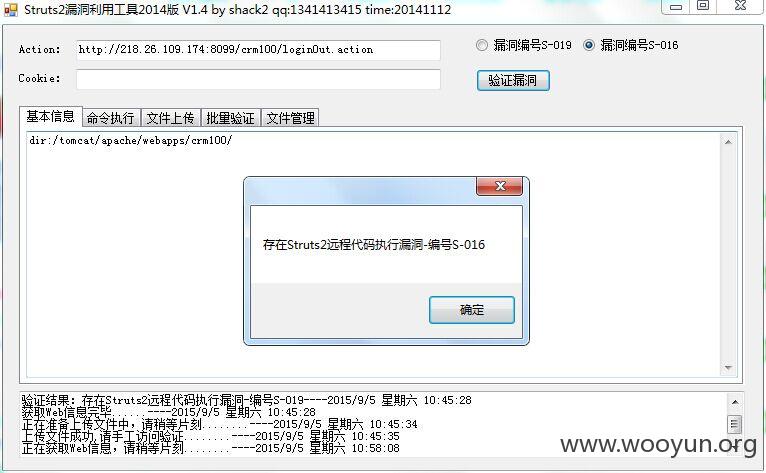 Struts2漏洞利用工具2014版 V1.4 by shack2 qq:1341413415 time:20141112
Action: http://218.26.109.174:8099/crm100/loginOut.action 漏洞编号S-019 漏洞编号S-016
Cookie: 验证漏洞
基本信息 命令执行 文件上传 批量验证 文件管理
dir:/tomcat/apache/webapps/crm100/
存在Struts2远程代码执行漏洞-编号S-016
确定
验证结果: 存在Struts2远程代码执行漏洞-编号S-019----2015/9/5 星期六 10:45:28
获取Web信息完毕......----2015/9/5 星期六 10:45:28
正在准备上传文件中,请稍等片刻........----2015/9/5 星期六 10:45:34
上传文件成功,请手工访问验证........----2015/9/5 星期六 10:45:35
正在获取Web信息，请稍等片刻........----2015/9/5 星期六 10:58:08
www.wooyun.org